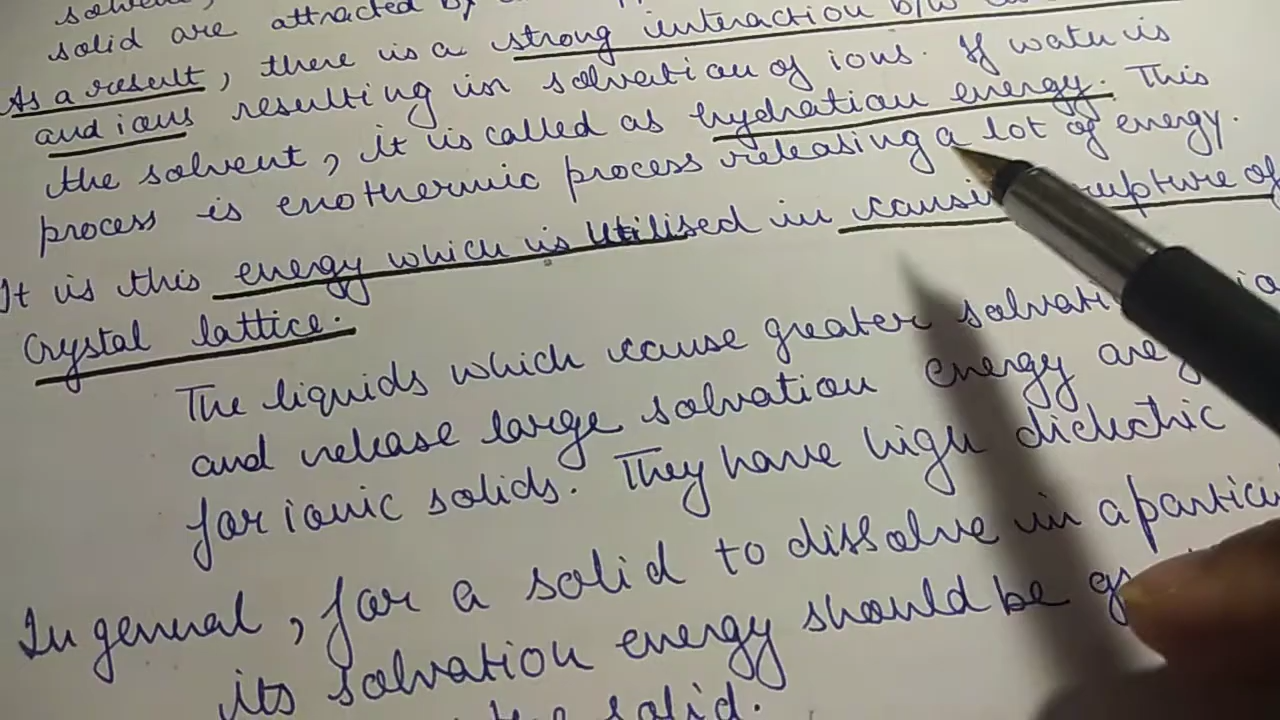 solid are attracted by
As a result, there is a strong interaction b/w
and ions resulting in solvation of ions. If water is
the solvent, it is called as hydration energy. This
process is exothermic process releasing a lot of energy.
It is this energy which is utilised in causing rupture of
Crystal lattice.
The liquids which cause greater
and release large solvation energy are
for ionic solids. They have high dielectric
In general, for a solid to dissolve in a
its solvation energy should be
solid.